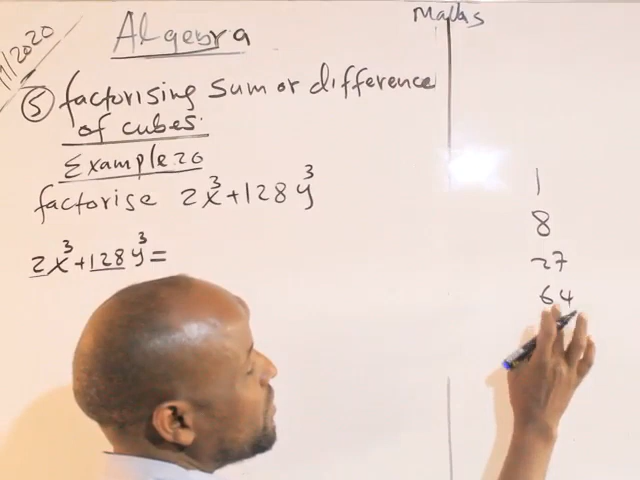 /2020
Algebra
Maths
⑤ factorising sum or difference
of cubes.
Example 20
factorise 2x³+128y³
2x³+128y³=
1
8
27
64